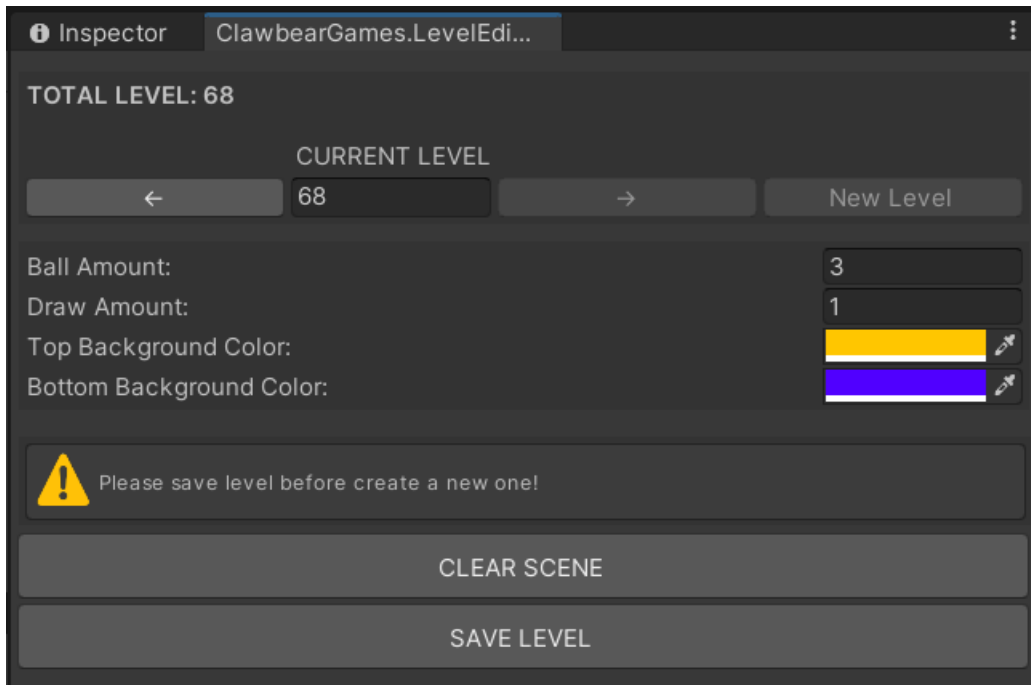 Inspector ClawbearGames.LevelEdi...
TOTAL LEVEL: 68
CURRENT LEVEL
← 68 → New Level
Ball Amount: 3
Draw Amount: 1
Top Background Color:
Bottom Background Color:
Please save level before create a new one!
CLEAR SCENE
SAVE LEVEL